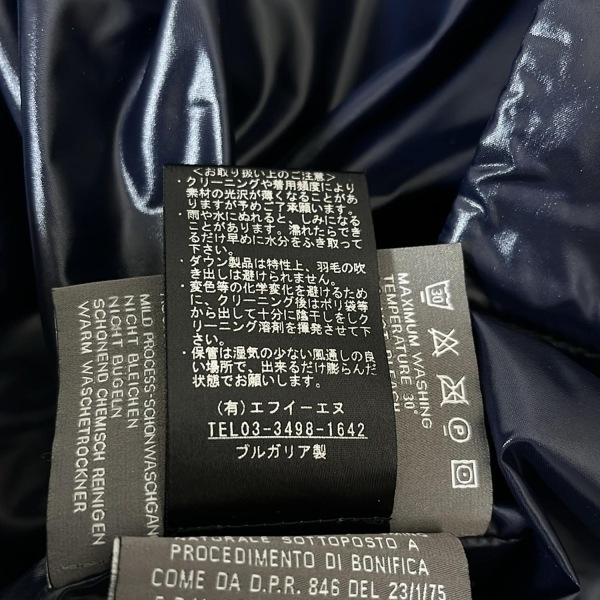 <お取り扱い上のご注意>
・クリーニングや着用頻度により
素材の光沢が薄くなることがあ
りますが予めご了承願います。
・雨や水にぬれると、しみになる
ことがあります。濡れたらでき
るだけ早めに水分をふき取って
下さい。
・ダウン製品は特性上、羽毛の吹
き出しは避けられません。
・変色等の化学変化を避けるため
に、クリーニング後はポリ袋等
から出して十分に陰干しをしク
リーニング溶剤を揮発させて下
さい。
・保管は湿気の少ない風通しの良
い場所で、出来るだけ膨らんだ
状態でお願いします。
(有)エフイーエヌ
TEL03-3498-1642
ブルガリア製
MILD PROCESS-SCHONWASCHGAN
NICHT BLEICHEN
NICHT BÜGELN
SCHONEND CHEMISCH REINIGEN
WARM WASCHETROCKNER
30
P
MAXIMUM WASHING
TEMPERATURE 30°
NATURALE SOTTOPOSTO A
PROCEDIMENTO DI BONIFICA
COME DA D.P.R. 846 DEL 23/1/75